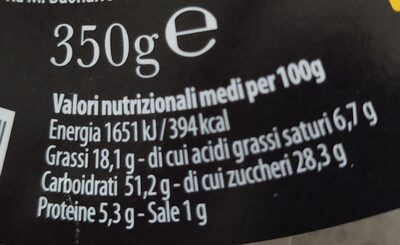 350g ℮
Valori nutrizionali medi per 100g
Energia 1651 kJ / 394 kcal
Grassi 18,1 g - di cui acidi grassi saturi 6,7 g
Carboidrati 51,2 g - di cui zuccheri 28,3 g
Proteine 5,3 g - Sale 1 g